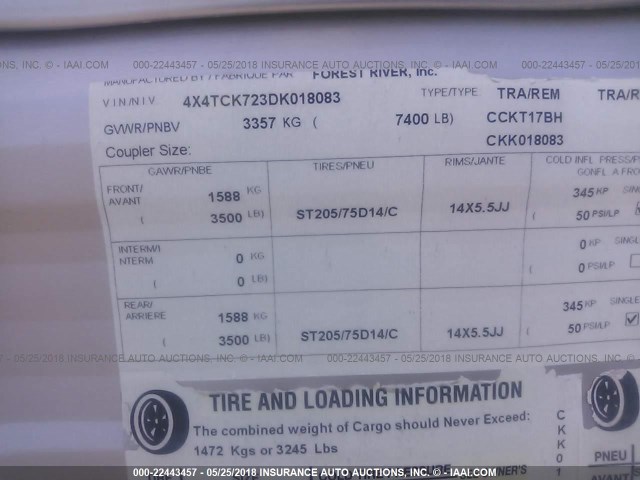 NS, INC. - © IAAI.COM 000-22443457 - 05/25/2018 INSURANCE AUTO AUCTIONS, INC. - © IAAI.COM 000-22443457 - 05/2
MANUFACTURED BY / FABRIQUE PAR FOREST RIVER, Inc.
VIN/NIV 4X4TCK723DK018083 TYPE/TYPE TRA/REM TRA/R
GVWR/PNBV 3357 KG ( 7400 LB) CCKT17BH
CKK018083
Coupler Size:
GAWR/PNBE TIRES/PNEU RIMS/JANTE COLD INFL. PRESS/P
GONFL. A FRO
FRONT/ 1588 KG 345 KP SING
AVANT
( 3500 LB) ST205/75D14/C 14X5.5JJ ( 50 PSI/LP
INTERM/I 0 KG 0 KP SINGL
NTERM
( 0 LB) ( 0 PSI/LP
REAR/ 1588 KG 345 KP SINGLE
ARRIERE
( 3500 LB) ST205/75D14/C 14X5.5JJ ( 50 PSI/LP
5/25/2018 INSURANCE AUTO AUCTIONS, INC. - © IAAI.COM 000-22443457 - 05/25/2018 INSURANCE AUTO AUCTIONS, INC.
TIRE AND LOADING INFORMATION
The combined weight of Cargo should Never Exceed:
1472 Kgs or 3245 Lbs
CKK01
PNEU
AVANT
000-22443457 - 05/25/2018 INSURANCE AUTO AUCTIONS, INC. - © IAAI.COM